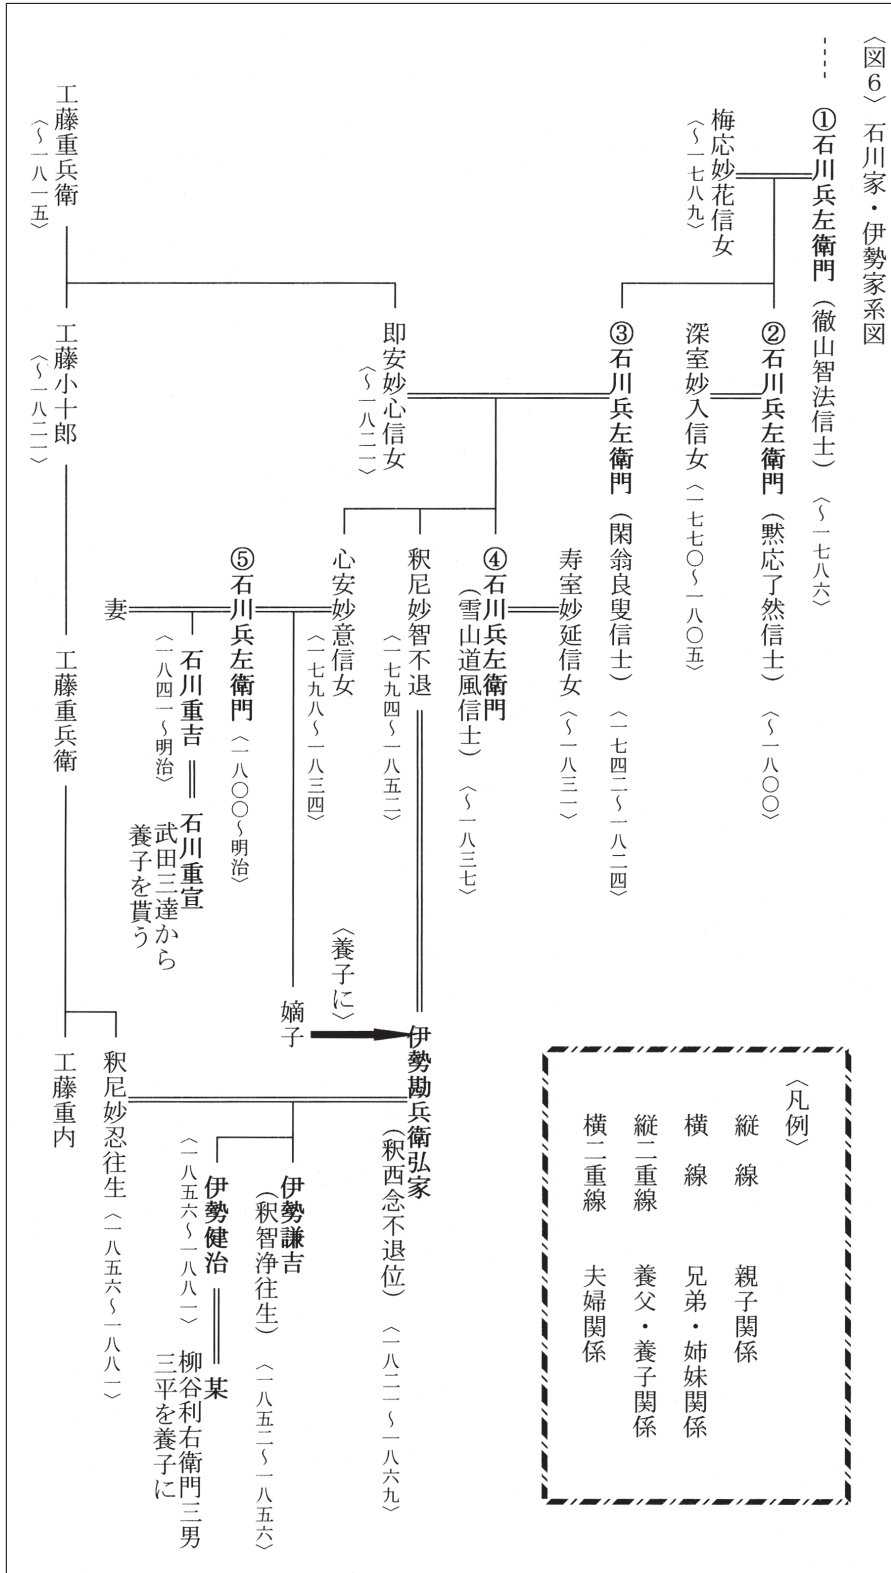 〈図6〉石川家・伊勢家系図
①石川兵左衛門(徹山智法信士)〈～一七八六〉
梅応妙花信女
〈～一七八九〉
②石川兵左衛門(黙応了然信士)〈～一八〇〇〉
深室妙入信女〈一七七〇～一八〇五〉
③石川兵左衛門(閑翁良叟信士)〈一七四二～一八二四〉
即安妙心信女
〈～一八二一〉
工藤重兵衛
〈～一八一五〉
工藤小十郎
〈～一八二一〉
寿室妙延信女〈～一八三一〉
④石川兵左衛門
(雪山道風信士)〈～一八三七〉
釈尼妙智不退
〈一七九四～一八五二〉
心安妙意信女
〈一七九八～一八三四〉
⑤石川兵左衛門〈一八〇〇～明治〉
妻
石川重吉
〈一八四一～明治〉
石川重宣
武田三達から
養子を貰う
工藤重兵衛
〈養子に〉
嫡子
伊勢勘兵衛弘家
(釈西念不退位)〈一八二一～一八六九〉
釈尼妙忍往生〈一八五六～一八八一〉
工藤重内
伊勢謙吉
(釈智浄往生)〈一八五二～一八五六〉
伊勢健治
〈一八五六～一八八一〉
某
柳谷利右衛門三男
三平を養子に
〈凡例〉
縦線 親子関係
横線 兄弟・姉妹関係
縦二重線 養父・養子関係
横二重線 夫婦関係